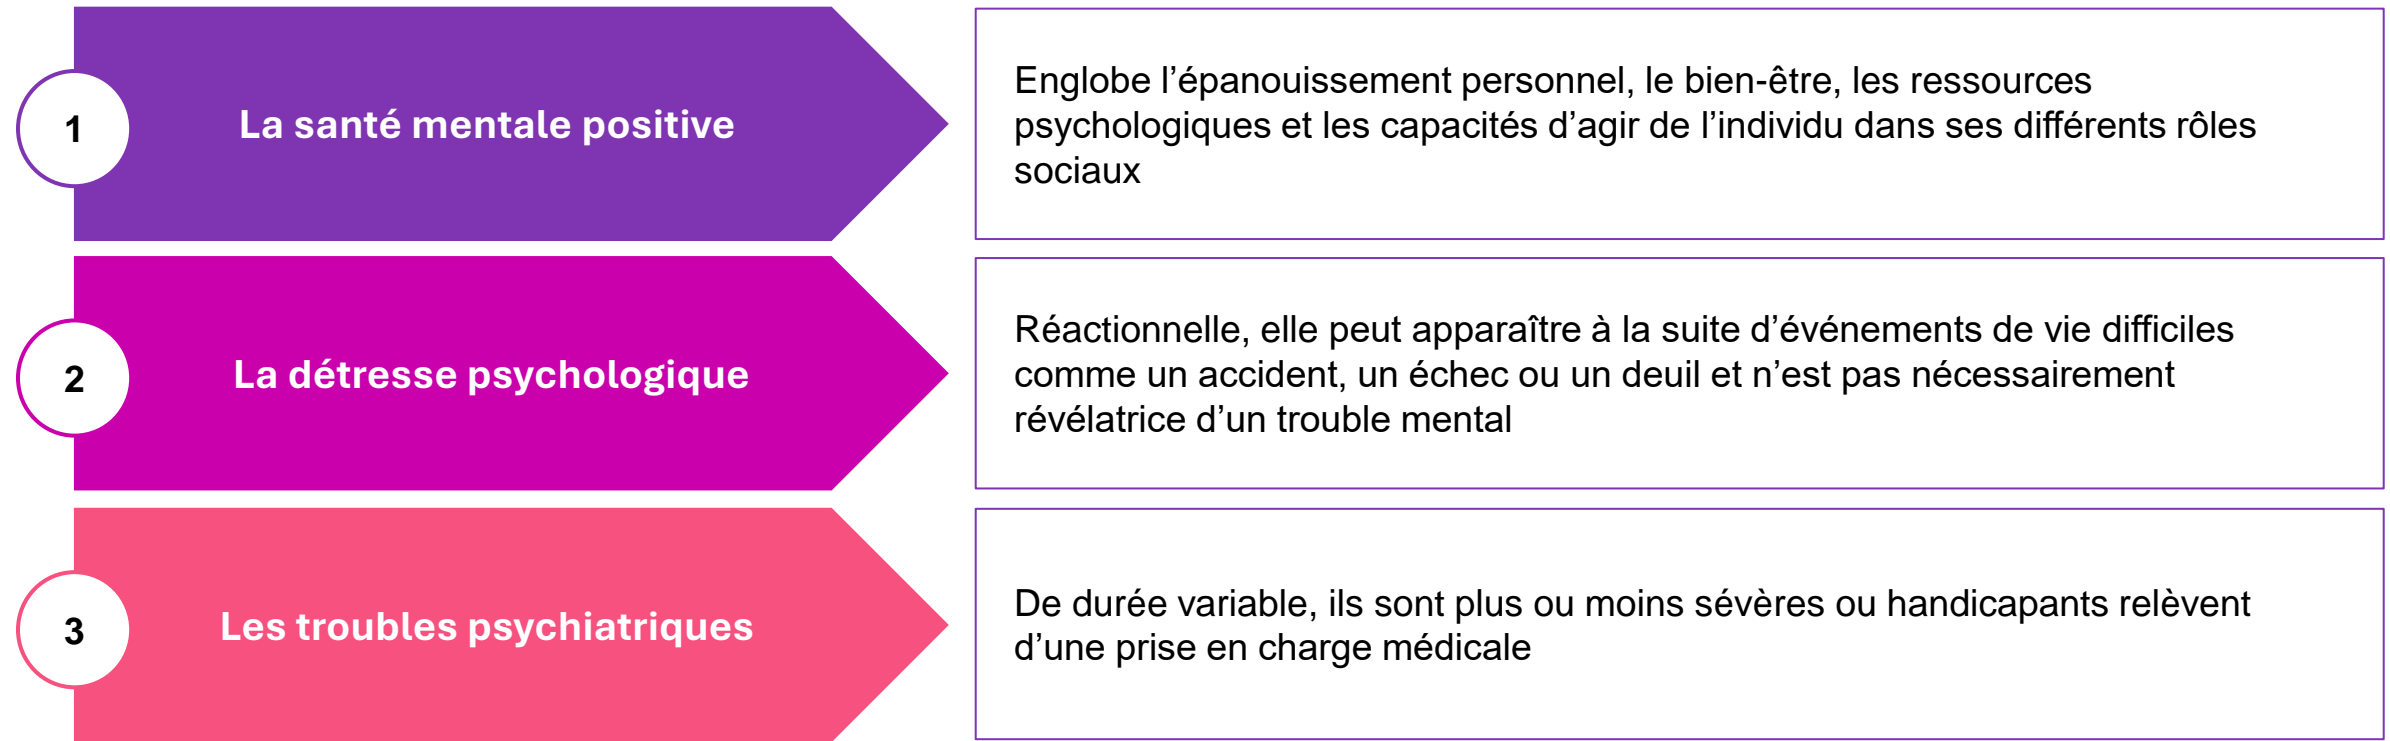 1
La santé mentale positive
Englobe l’épanouissement personnel, le bien-être, les ressources
psychologiques et les capacités d’agir de l’individu dans ses différents rôles
sociaux
2
La détresse psychologique
Réactionnelle, elle peut apparaître à la suite d’événements de vie difficiles
comme un accident, un échec ou un deuil et n’est pas nécessairement
révélatrice d’un trouble mental
3
Les troubles psychiatriques
De durée variable, ils sont plus ou moins sévères ou handicapants relèvent
d’une prise en charge médicale